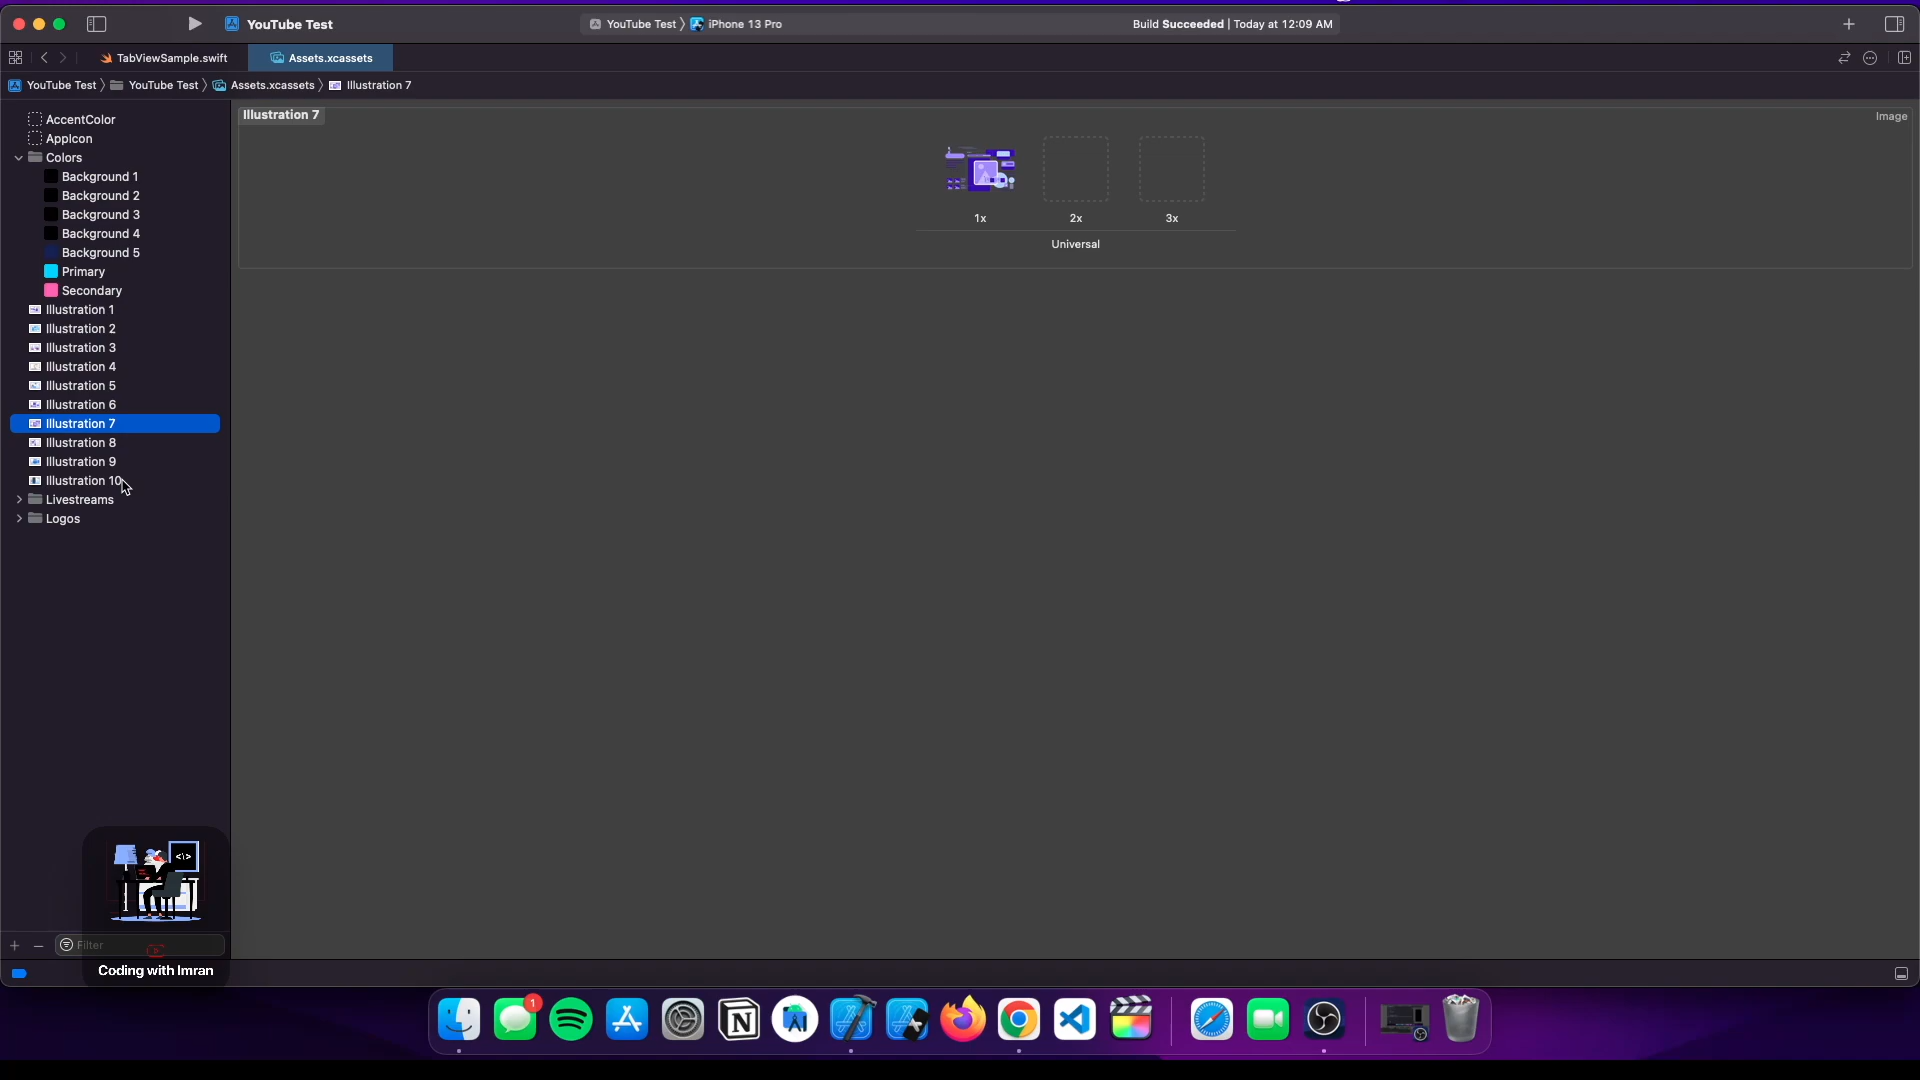 YouTube Test
YouTube Test 〉 iPhone 13 Pro
Build Succeeded | Today at 12:09 AM
TabViewSample.swift
Assets.xcassets
YouTube Test 〉 YouTube Test 〉 Assets.xcassets 〉 Illustration 7
AccentColor
AppIcon
Colors
Background 1
Background 2
Background 3
Background 4
Background 5
Primary
Secondary
Illustration 1
Illustration 2
Illustration 3
Illustration 4
Illustration 5
Illustration 6
Illustration 7
Illustration 8
Illustration 9
Illustration 10
Livestreams
Logos
Illustration 7
Image
1x
2x
3x
Universal
<\>
Filter
Coding with Imran
1